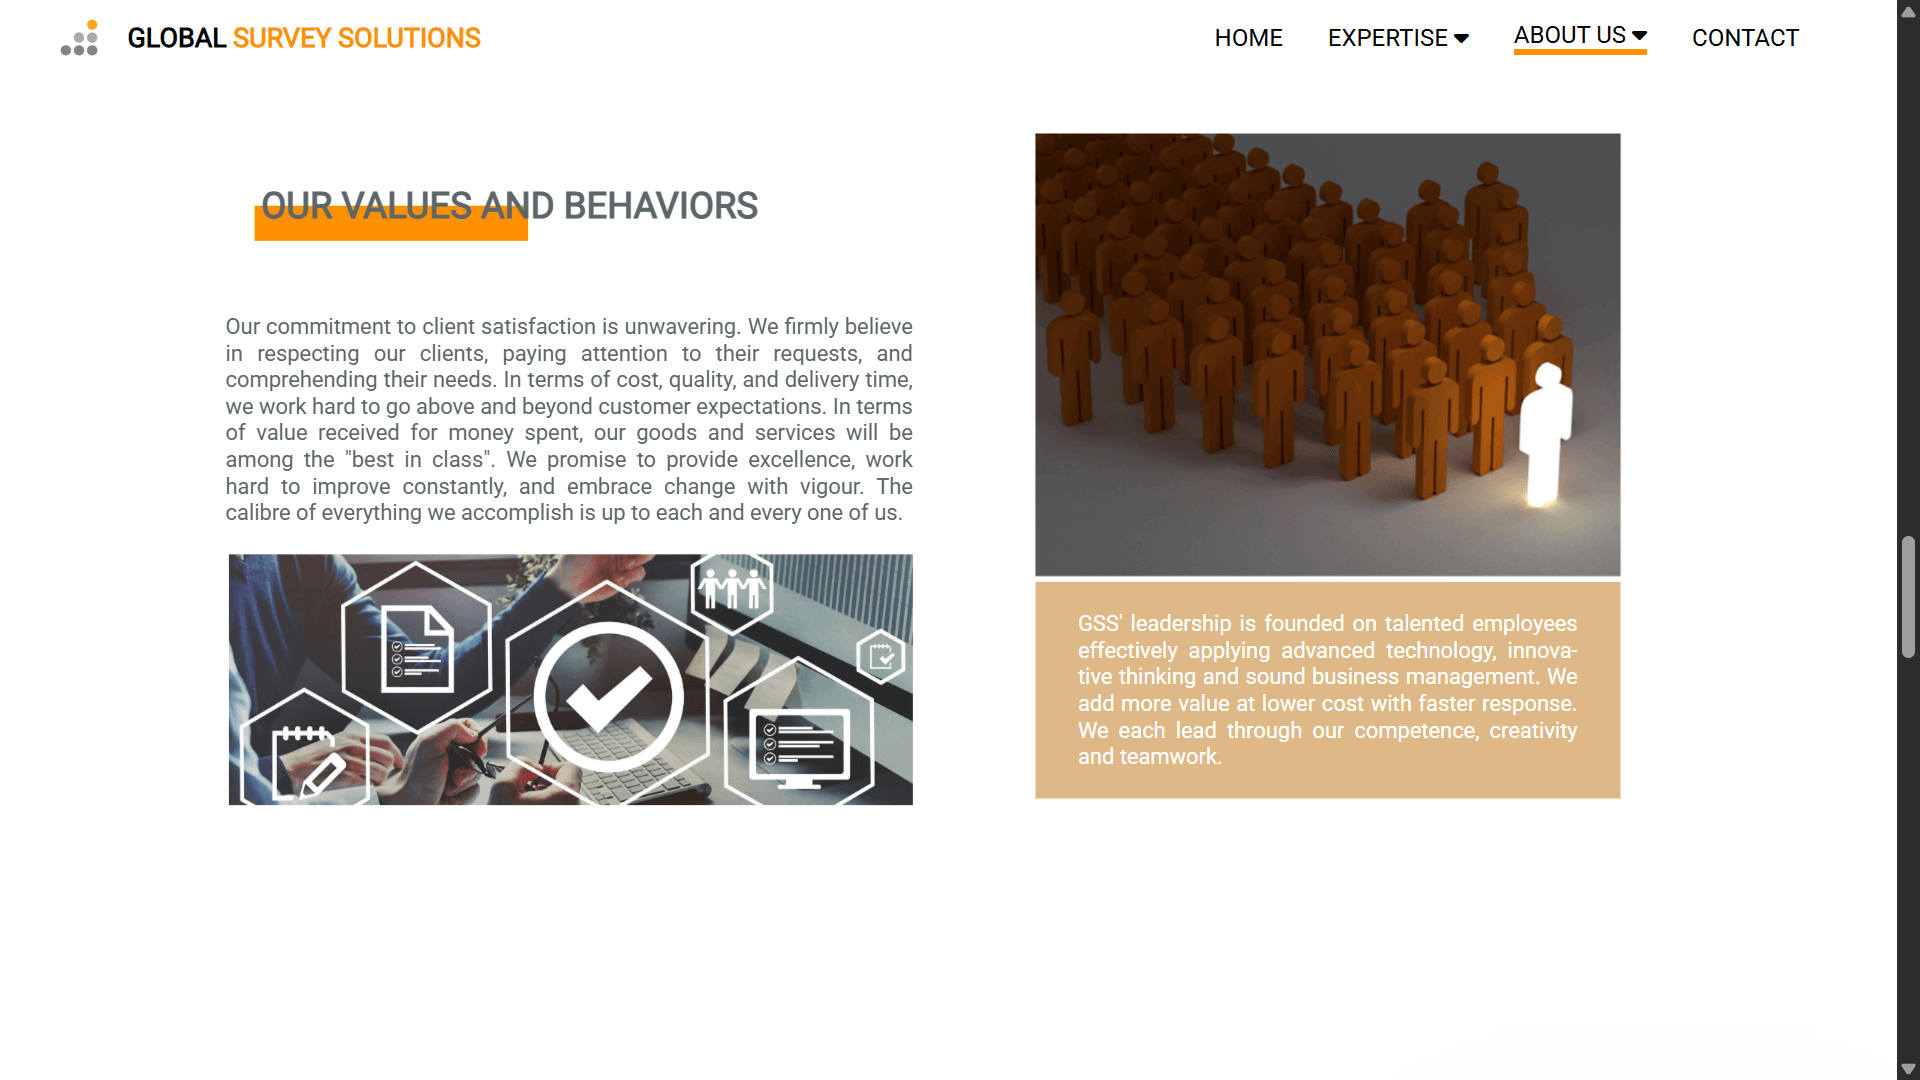 GLOBAL SURVEY SOLUTIONS
HOME
EXPERTISE
ABOUT US
CONTACT
OUR VALUES AND BEHAVIORS
Our commitment to client satisfaction is unwavering. We firmly believe
in respecting our clients, paying attention to their requests, and
comprehending their needs. In terms of cost, quality, and delivery time,
we work hard to go above and beyond customer expectations. In terms
of value received for money spent, our goods and services will be
among the "best in class". We promise to provide excellence, work
hard to improve constantly, and embrace change with vigour. The
calibre of everything we accomplish is up to each and every one of us.
GSS' leadership is founded on talented employees
effectively applying advanced technology, innova-
tive thinking and sound business management. We
add more value at lower cost with faster response.
We each lead through our competence, creativity
and teamwork.